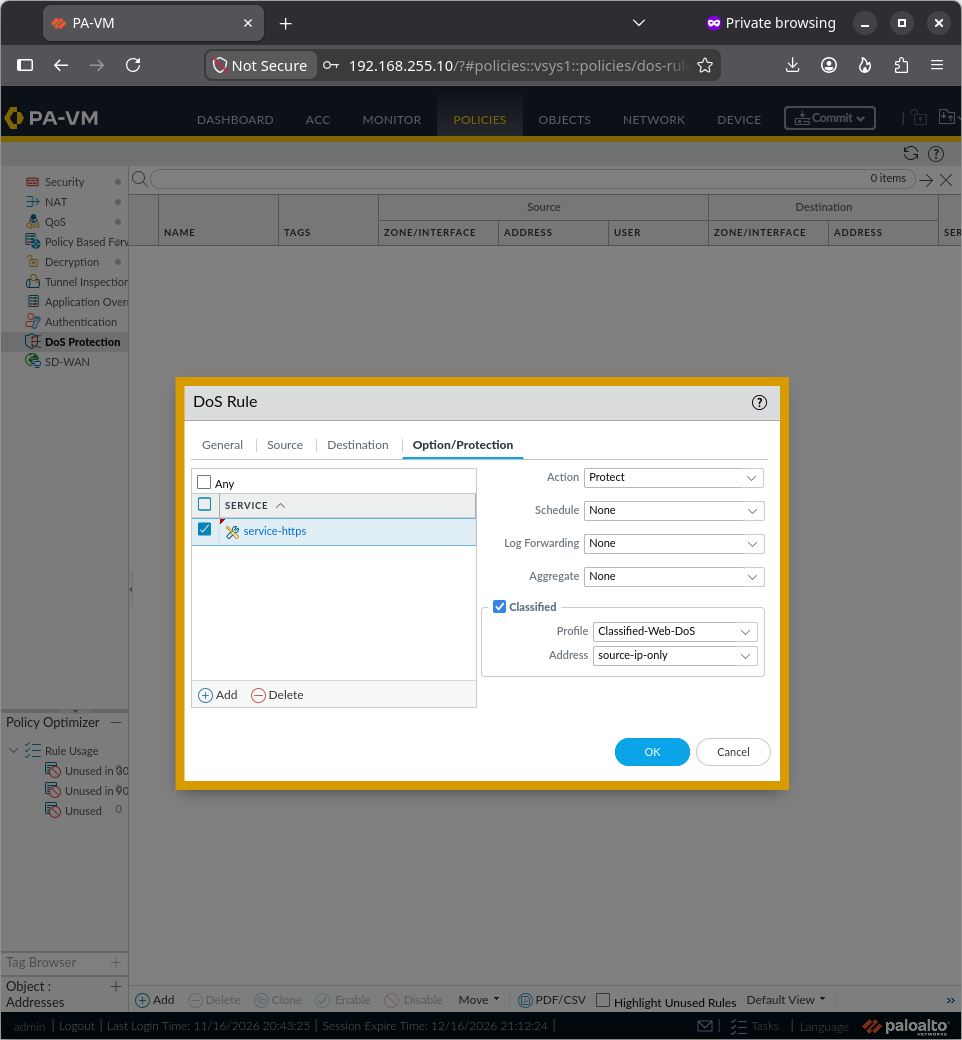 PA-VM
Private browsing
Not Secure
192.168.255.10/?#policies::vsys1::policies/dos-rul
PA-VM
DASHBOARD ACC MONITOR POLICIES OBJECTS NETWORK DEVICE Commit
Security
NAT
QoS
Policy Based Forw
Decryption
Tunnel Inspection
Application Over
Authentication
DoS Protection
SD-WAN
0 items
Source Destination
NAME TAGS ZONE/INTERFACE ADDRESS USER ZONE/INTERFACE ADDRESS SER
DoS Rule
General Source Destination Option/Protection
Any
SERVICE
service-https
Add Delete
Action Protect
Schedule None
Log Forwarding None
Aggregate None
Classified
Profile Classified-Web-DoS
Address source-ip-only
OK Cancel
Policy Optimizer
Rule Usage
Unused in 30 0
Unused in 90 0
Unused 0
Tag Browser
Object :
Addresses
Add Delete Clone Enable Disable Move PDF/CSV Highlight Unused Rules Default View »
admin | Logout | Last Login Time: 11/16/2026 20:43:25 | Session Expire Time: 12/16/2026 21:12:24 | Tasks | Language paloalto
NETWORKS